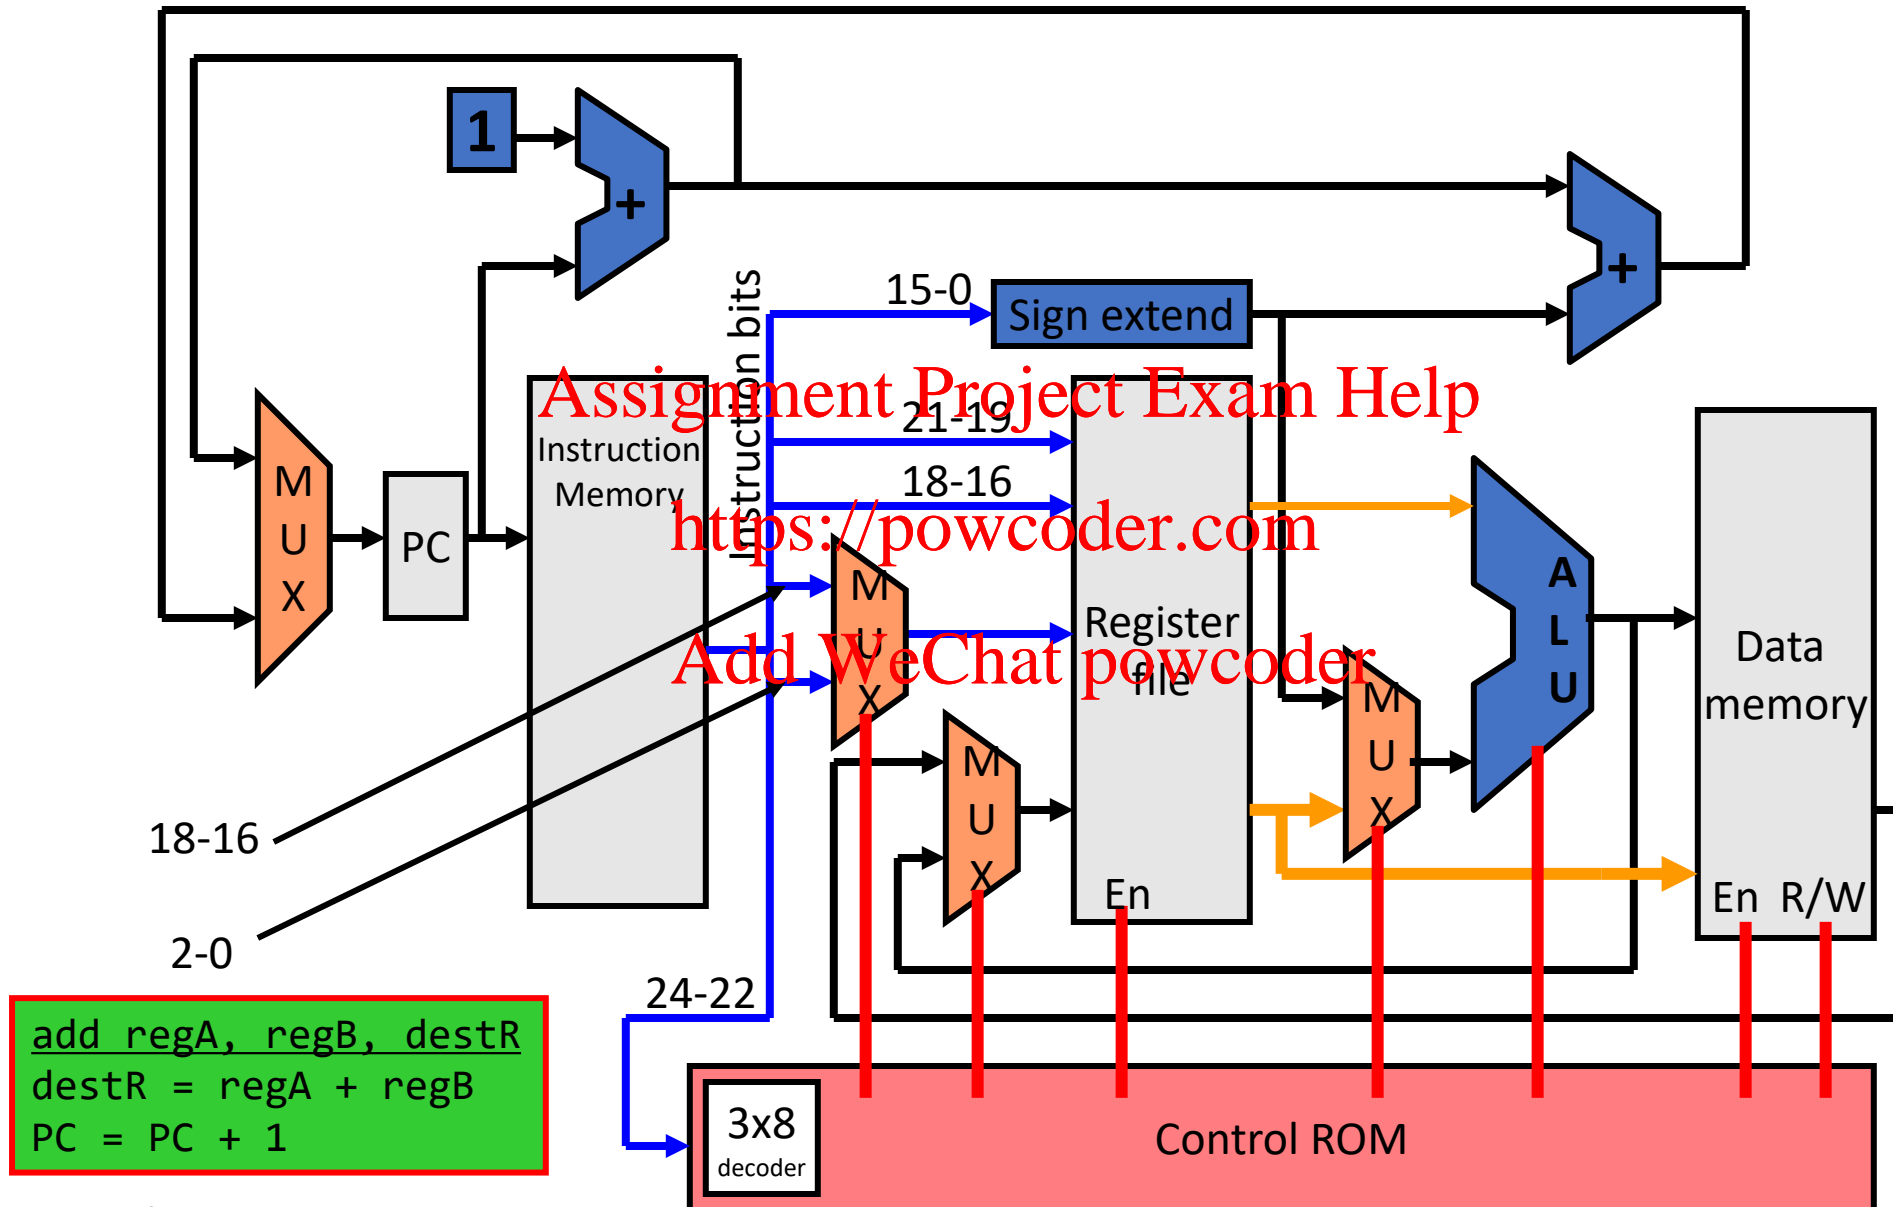 1
+
+
Instruction bits
15-0
Sign extend
Assignment Project Exam Help
21-19
Instruction
Memory
18-16
https://powcoder.com
M
U
X
PC
M
U
X
Register
file
Add WeChat powcoder
A
L
U
Data
memory
M
U
X
M
U
X
18-16
2-0
En
En R/W
24-22
add regA, regB, destR
destR = regA + regB
PC = PC + 1
3x8
decoder
Control ROM